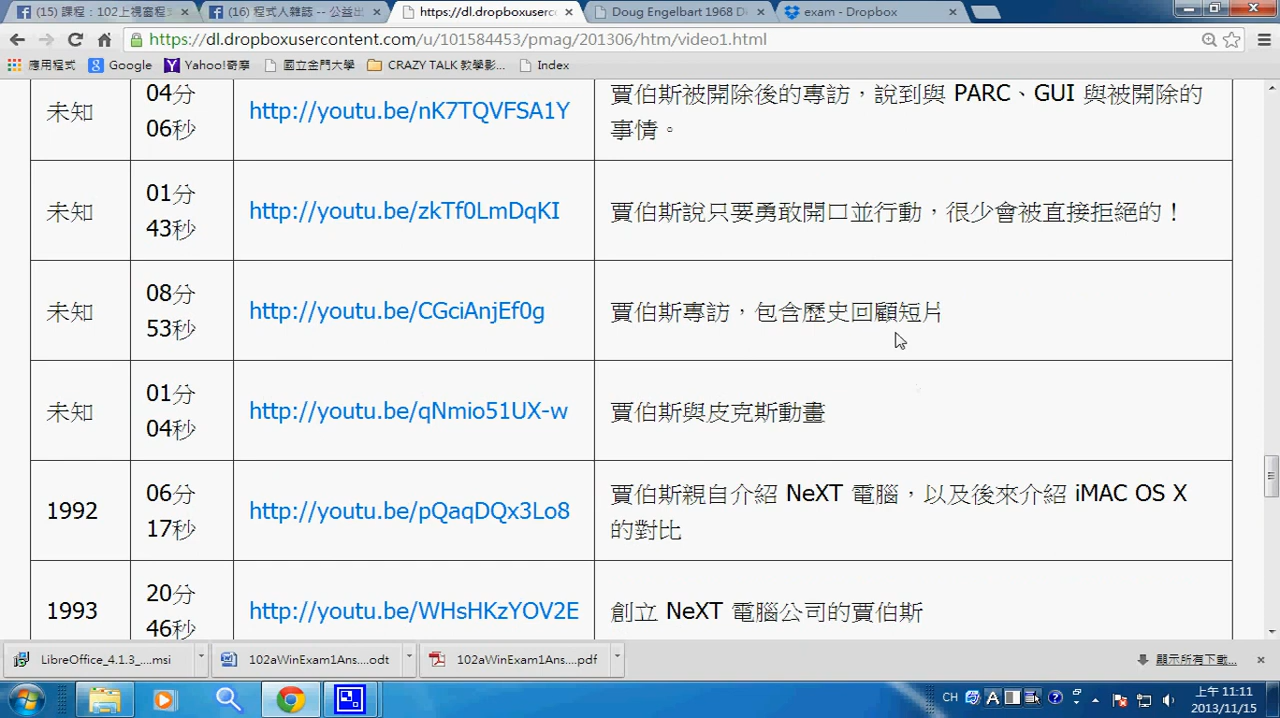 (15) 課程：102上視窗程
(16) 程式人雜誌 -- 公益出
https://dl.dropboxuserc
Doug Engelbart 1968 D
exam - Dropbox
https://dl.dropboxusercontent.com/u/101584453/pmag/201306/htm/video1.html
應用程式
Google
Yahoo!奇摩
國立金門大學
CRAZY TALK 教學影...
Index
未知
04分
06秒
http://youtu.be/nK7TQVFSA1Y
賈伯斯被開除後的專訪，說到與 PARC、GUI 與被開除的
事情。
未知
01分
43秒
http://youtu.be/zkTf0LmDqKI
賈伯斯說只要勇敢開口並行動，很少會被直接拒絕的！
未知
08分
53秒
http://youtu.be/CGciAnjEf0g
賈伯斯專訪，包含歷史回顧短片
未知
01分
04秒
http://youtu.be/qNmio51UX-w
賈伯斯與皮克斯動畫
1992
06分
17秒
http://youtu.be/pQaqDQx3Lo8
賈伯斯親自介紹 NeXT 電腦，以及後來介紹 iMAC OS X
的對比
1993
20分
46秒
http://youtu.be/WHsHKzYOV2E
創立 NeXT 電腦公司的賈伯斯
LibreOffice_4.1.3_....msi
102aWinExam1Ans....odt
102aWinExam1Ans....pdf
顯示所有下載...
CH
A
上午 11:11
2013/11/15